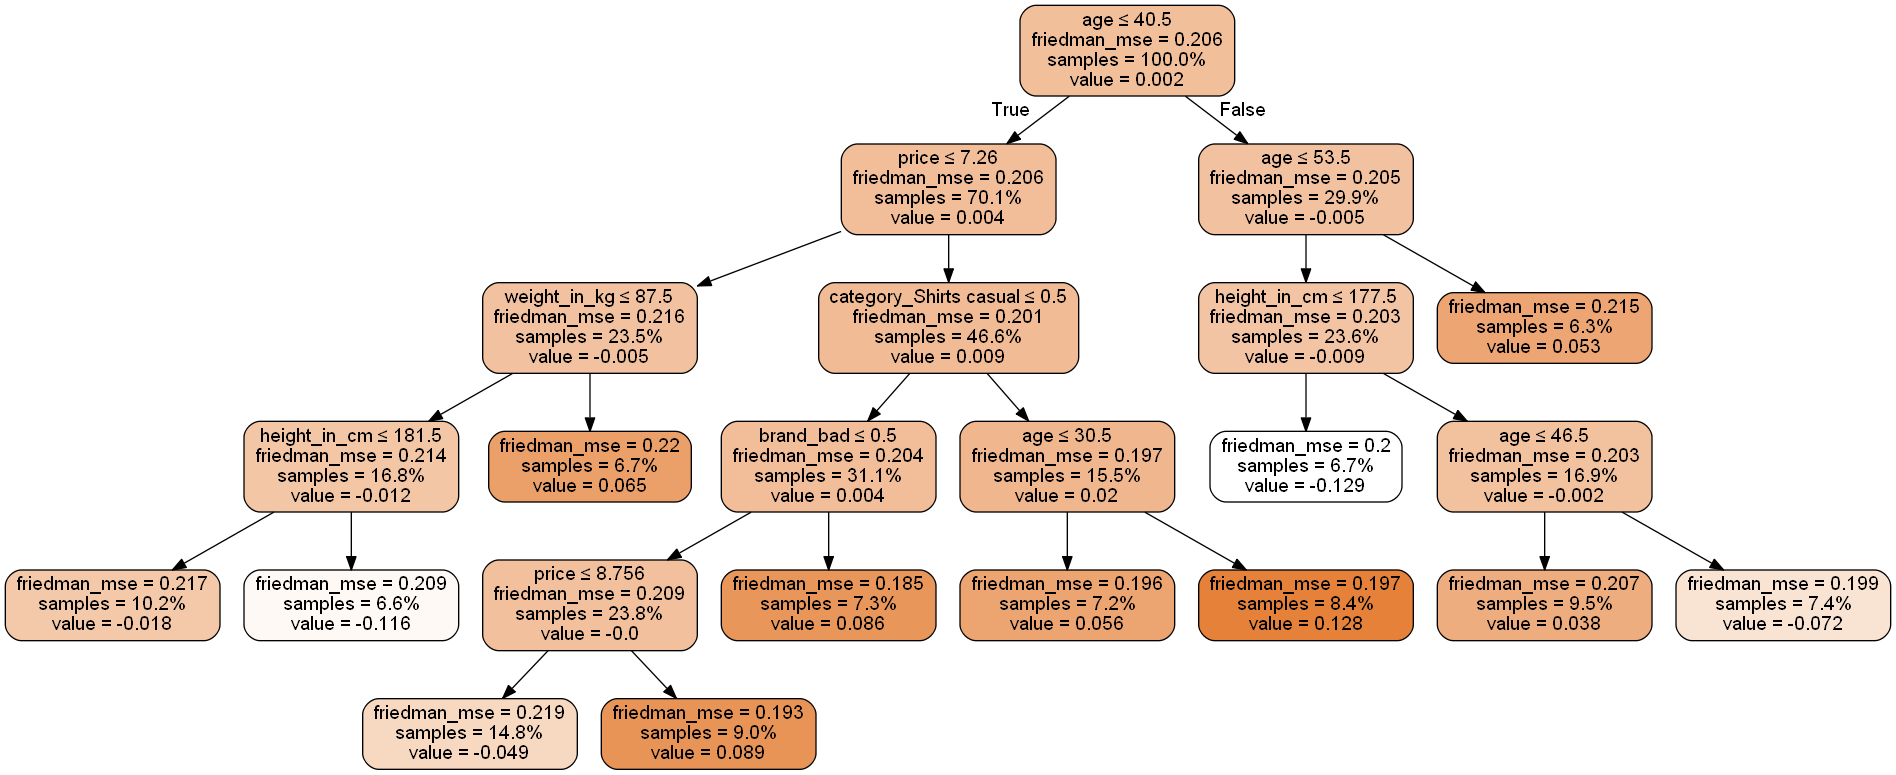 age ≤ 40.5
friedman_mse = 0.206
samples = 100.0%
value = 0.002
True
False
price ≤ 7.26
friedman_mse = 0.206
samples = 70.1%
value = 0.004
age ≤ 53.5
friedman_mse = 0.205
samples = 29.9%
value = -0.005
weight_in_kg ≤ 87.5
friedman_mse = 0.216
samples = 23.5%
value = -0.005
category_Shirts casual ≤ 0.5
friedman_mse = 0.201
samples = 46.6%
value = 0.009
height_in_cm ≤ 177.5
friedman_mse = 0.203
samples = 23.6%
value = -0.009
friedman_mse = 0.215
samples = 6.3%
value = 0.053
height_in_cm ≤ 181.5
friedman_mse = 0.214
samples = 16.8%
value = -0.012
friedman_mse = 0.22
samples = 6.7%
value = 0.065
brand_bad ≤ 0.5
friedman_mse = 0.204
samples = 31.1%
value = 0.004
age ≤ 30.5
friedman_mse = 0.197
samples = 15.5%
value = 0.02
friedman_mse = 0.2
samples = 6.7%
value = -0.129
age ≤ 46.5
friedman_mse = 0.203
samples = 16.9%
value = -0.002
friedman_mse = 0.217
samples = 10.2%
value = -0.018
friedman_mse = 0.209
samples = 6.6%
value = -0.116
price ≤ 8.756
friedman_mse = 0.209
samples = 23.8%
value = -0.0
friedman_mse = 0.185
samples = 7.3%
value = 0.086
friedman_mse = 0.196
samples = 7.2%
value = 0.056
friedman_mse = 0.197
samples = 8.4%
value = 0.128
friedman_mse = 0.207
samples = 9.5%
value = 0.038
friedman_mse = 0.199
samples = 7.4%
value = -0.072
friedman_mse = 0.219
samples = 14.8%
value = -0.049
friedman_mse = 0.193
samples = 9.0%
value = 0.089